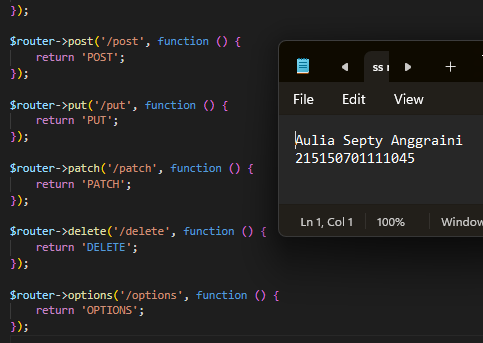 });
$router->post('/post', function () {
    return 'POST';
});
$router->put('/put', function () {
    return 'PUT';
});
$router->patch('/patch', function () {
    return 'PATCH';
});
$router->delete('/delete', function () {
    return 'DELETE';
});
$router->options('/options', function () {
    return 'OPTIONS';
});
ss
File Edit View
Aulia Septy Anggraini
215150701111045
Ln 1, Col 1 100% Window